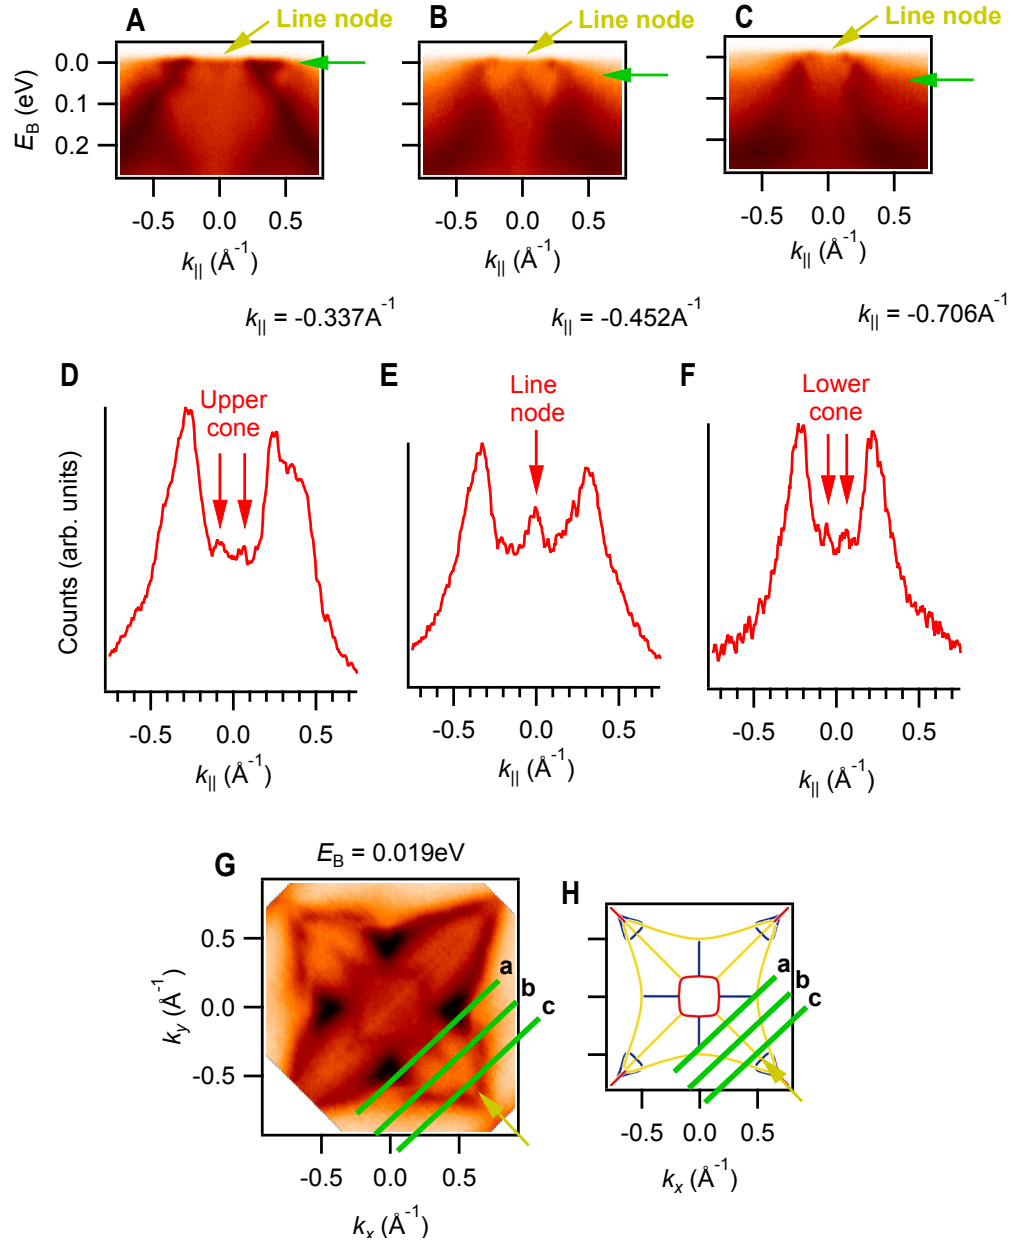 A
Line node
B
Line node
C
Line node
0.0
0.1
0.2
E_B (eV)
-0.5 0.0 0.5
-0.5 0.0 0.5
-0.5 0.0 0.5
k_|| (Å^-1)
k_|| (Å^-1)
k_|| (Å^-1)
k_|| = -0.337A^-1
k_|| = -0.452A^-1
k_|| = -0.706A^-1
D
Upper
cone
E
Line
node
F
Lower
cone
Counts (arb. units)
-0.5 0.0 0.5
-0.5 0.0 0.5
-0.5 0.0 0.5
k_|| (Å^-1)
k_|| (Å^-1)
k_|| (Å^-1)
G
E_B = 0.019eV
0.5
0.0
-0.5
k_y (Å^-1)
a
b
c
-0.5 0.0 0.5
k_x (Å^-1)
H
a
b
c
-0.5 0.0 0.5
k_x (Å^-1)